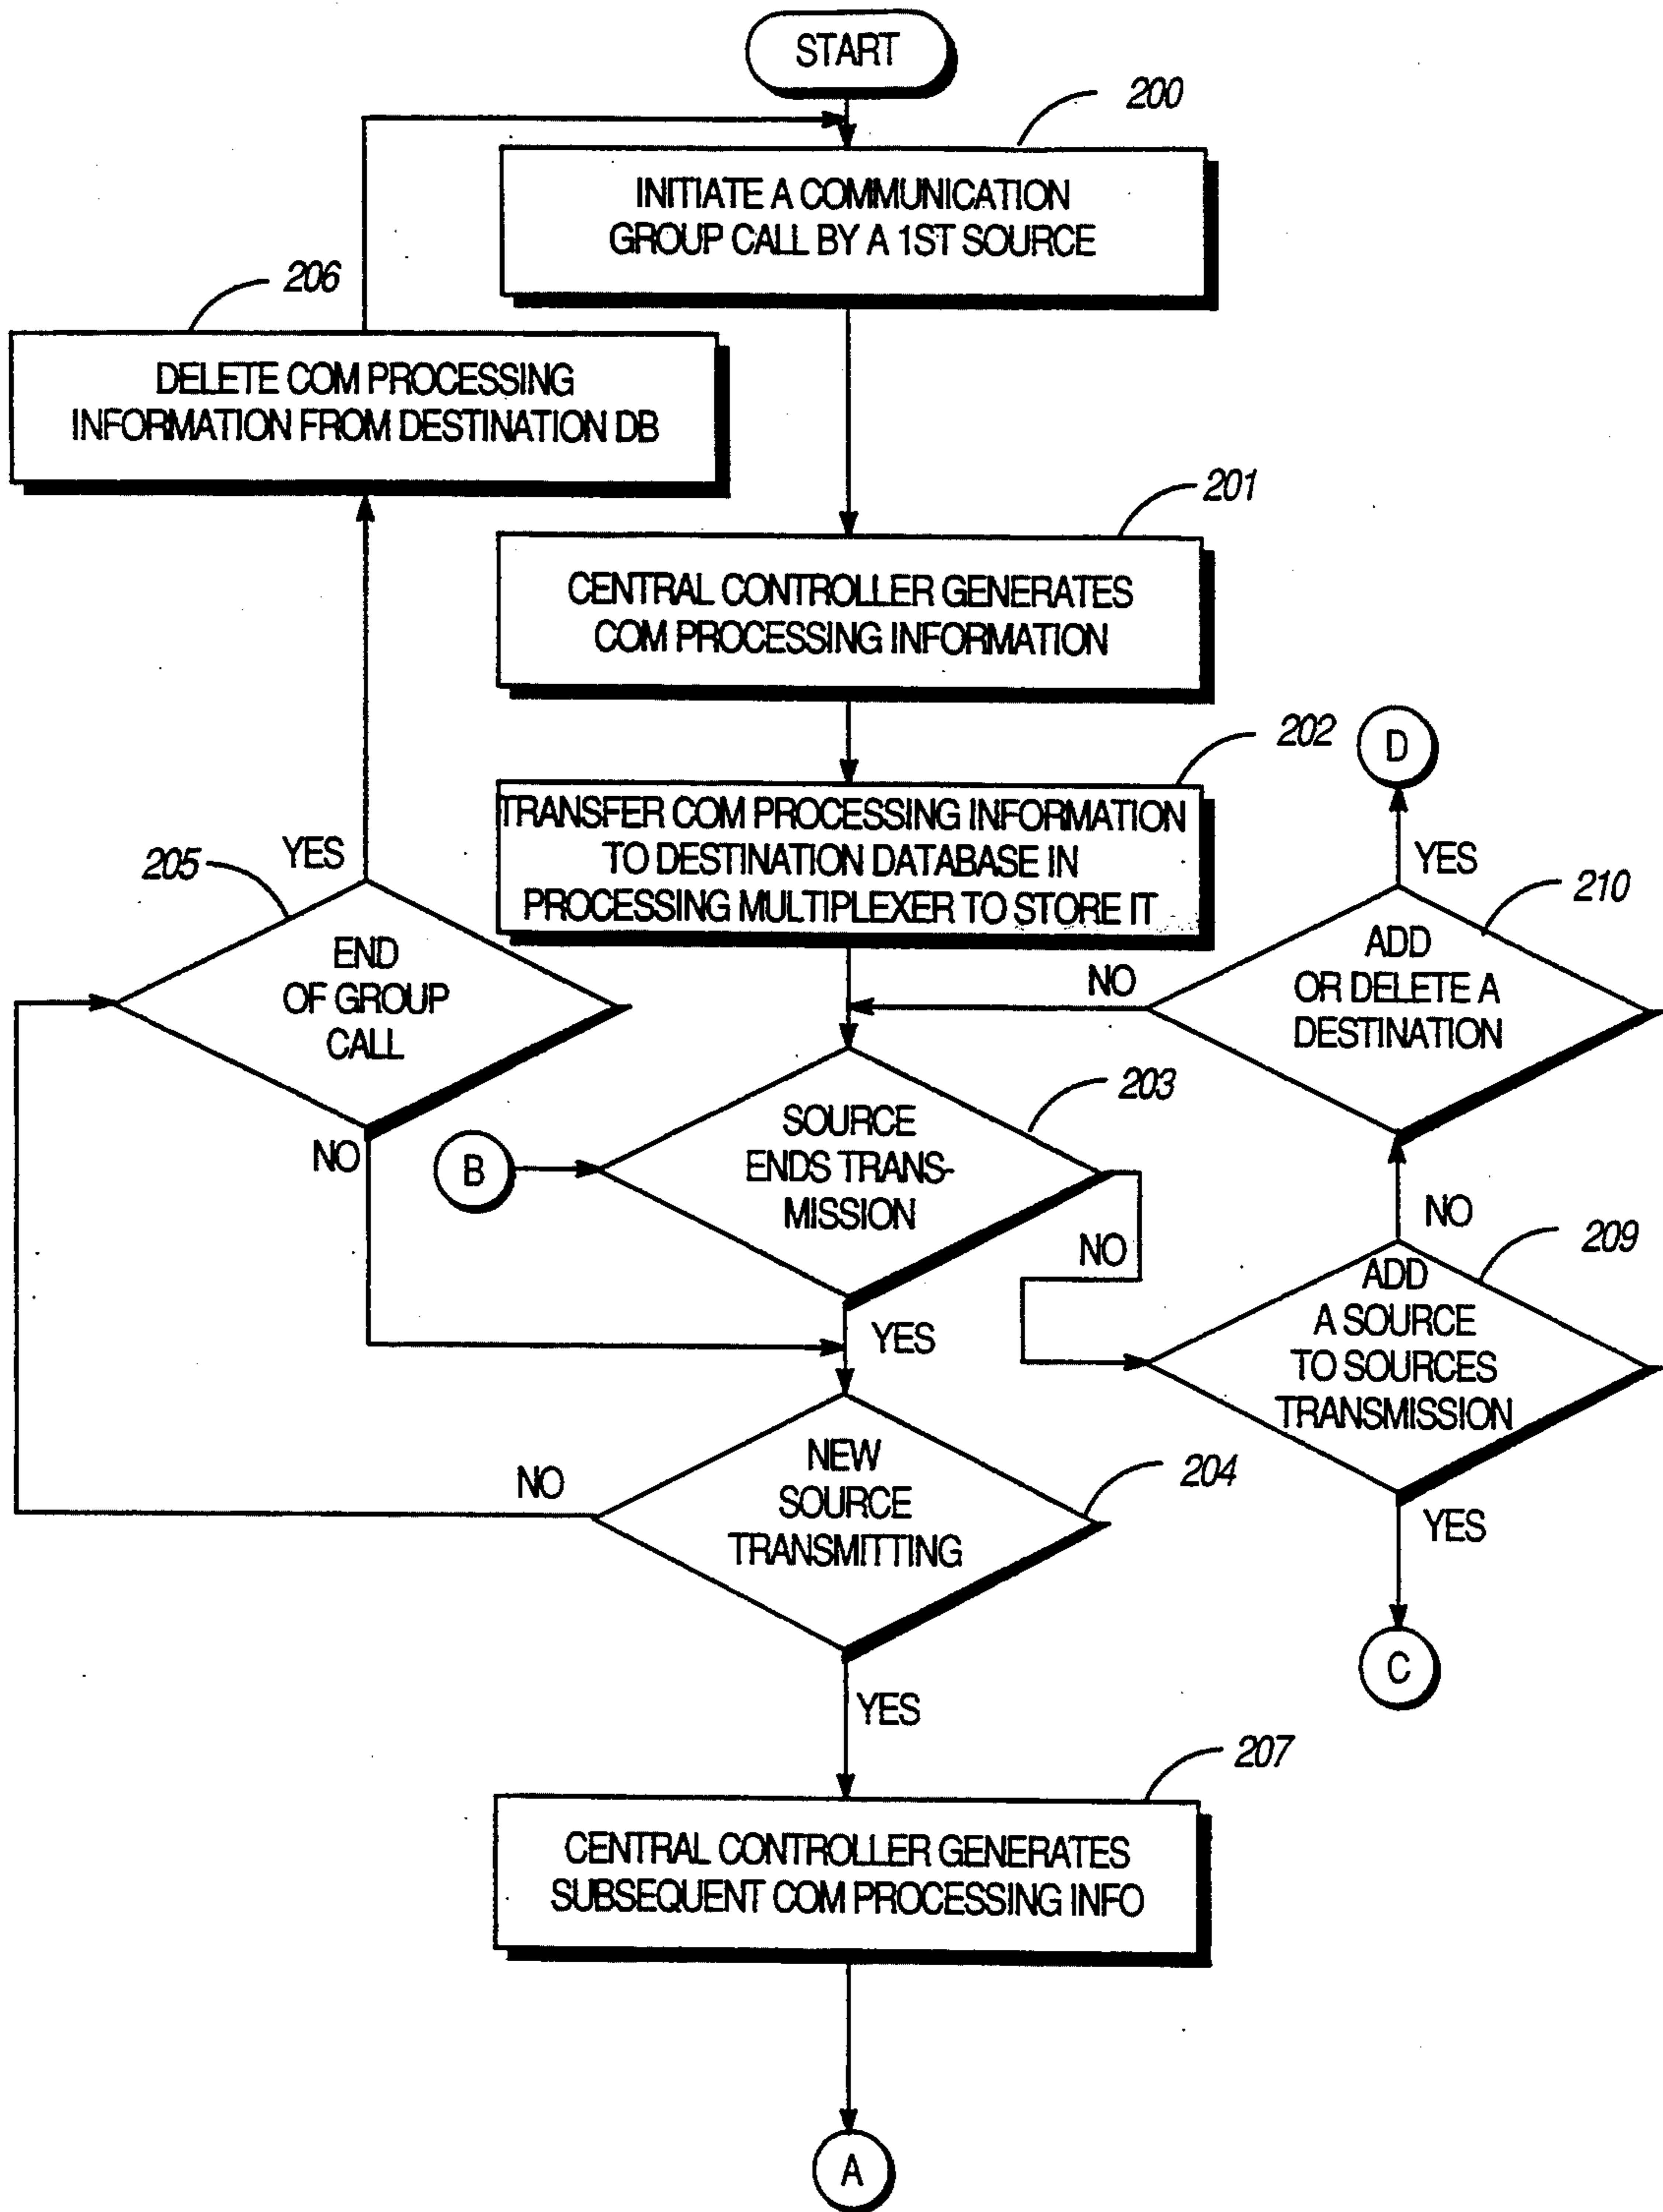 START
200
INITIATE A COMMUNICATION
GROUP CALL BY A 1ST SOURCE
206
DELETE COM PROCESSING
INFORMATION FROM DESTINATION DB
201
CENTRAL CONTROLLER GENERATES
COM PROCESSING INFORMATION
202
TRANSFER COM PROCESSING INFORMATION
TO DESTINATION DATABASE IN
PROCESSING MULTIPLEXER TO STORE IT
D
YES
205
YES
END
OF GROUP
CALL
NO
210
ADD
OR DELETE A
DESTINATION
NO
B
203
SOURCE
ENDS TRANS-
MISSION
NO
YES
NO
209
ADD
A SOURCE
TO SOURCES
TRANSMISSION
YES
C
NO
204
NEW
SOURCE
TRANSMITTING
YES
207
CENTRAL CONTROLLER GENERATES
SUBSEQUENT COM PROCESSING INFO
A